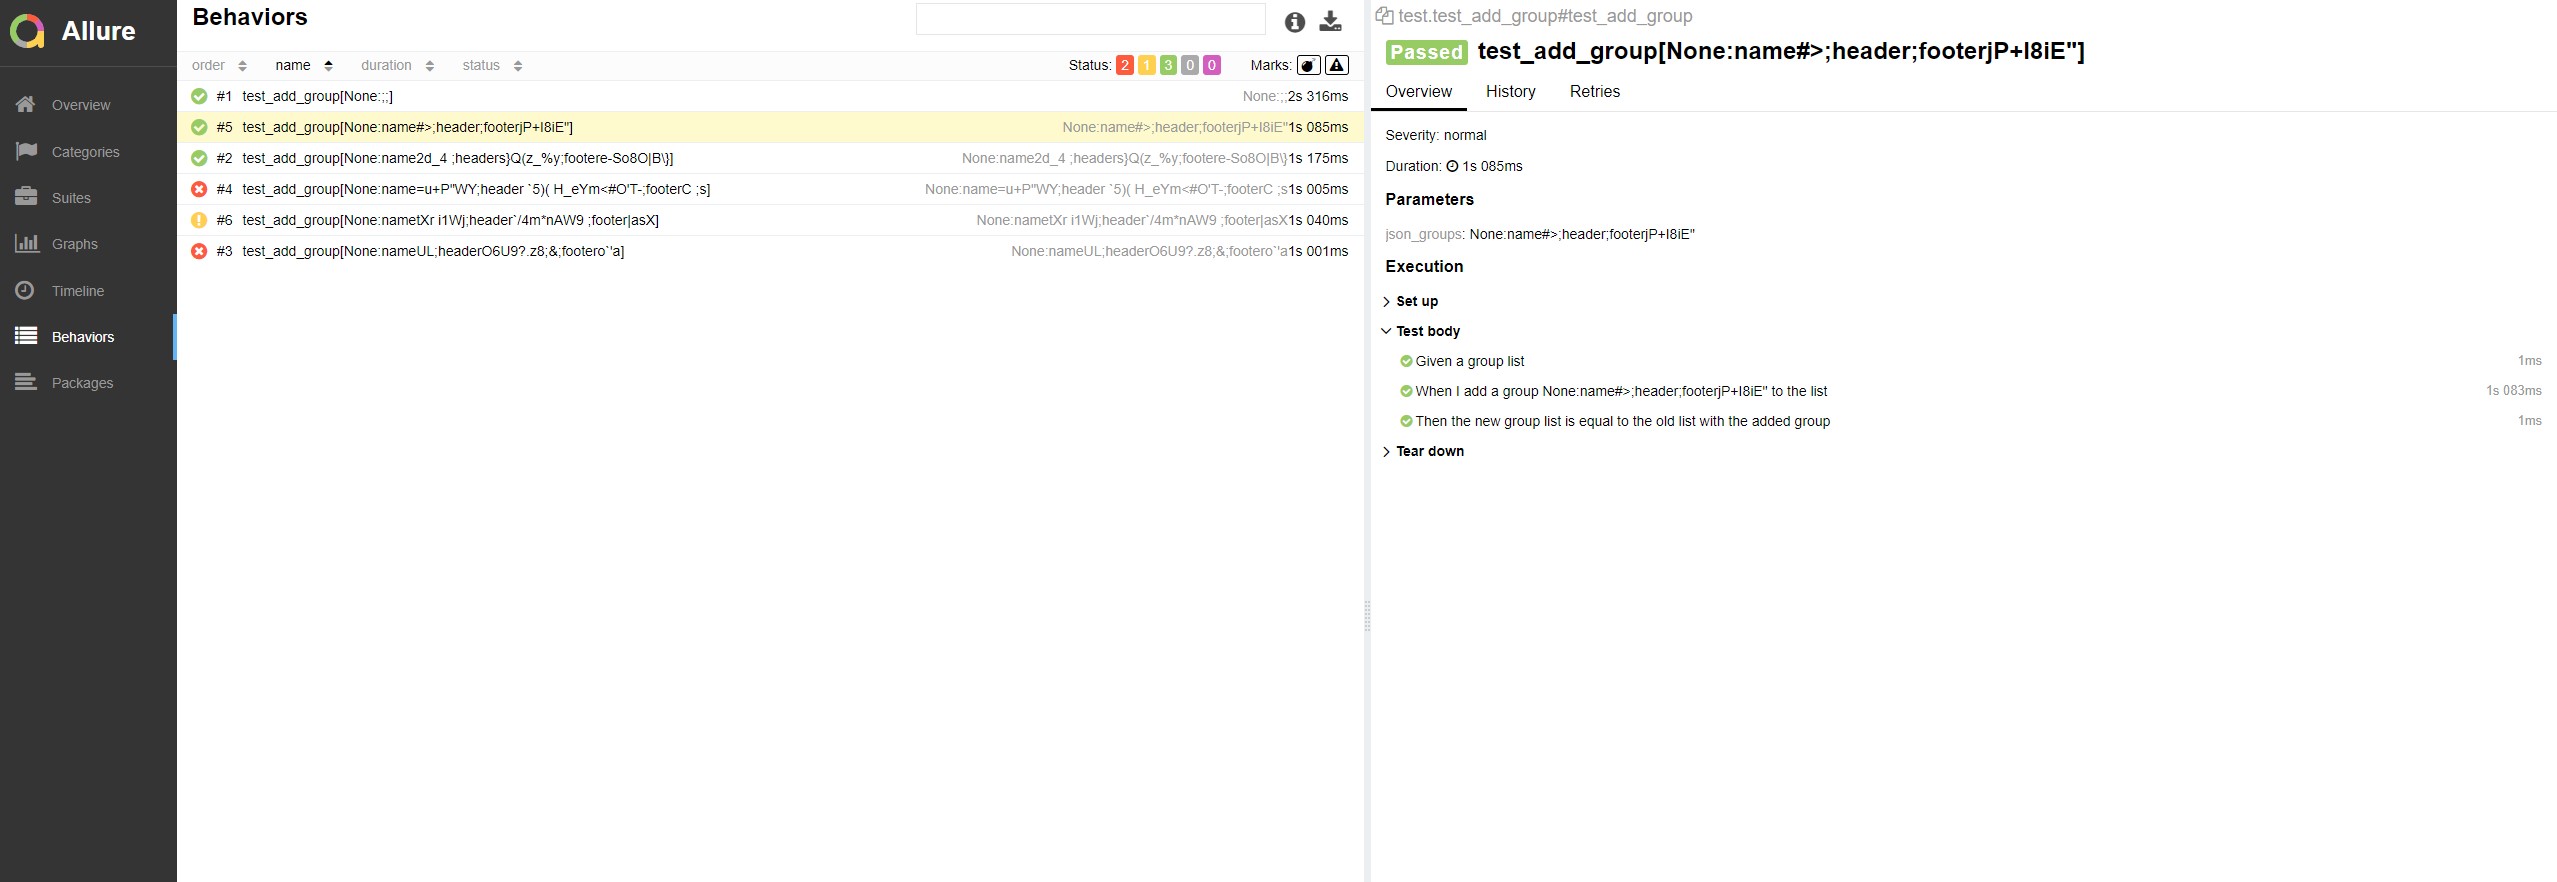 Allure
Overview
Categories
Suites
Graphs
Timeline
Behaviors
Packages
Behaviors
order name duration status Status: 2 1 3 0 0 Marks:
#1 test_add_group[None:;;] None:;;2s 316ms
#5 test_add_group[None:name#>;header;footerjP+I8iE"] None:name#>;header;footerjP+I8iE"1s 085ms
#2 test_add_group[None:name2d_4 ;headers}Q(z_%y;footere-So8O|B\}] None:name2d_4 ;headers}Q(z_%y;footere-So8O|B\}1s 175ms
#4 test_add_group[None:name=u+P"WY;header `5)( H_eYm<#O'T-;footerC ;s] None:name=u+P"WY;header `5)( H_eYm<#O'T-;footerC ;s1s 005ms
#6 test_add_group[None:nametXr i1Wj;header`/4m*nAW9 ;footer|asX] None:nametXr i1Wj;header`/4m*nAW9 ;footer|asX1s 040ms
#3 test_add_group[None:nameUL;headerO6U9?.z8;&;footero`'a] None:nameUL;headerO6U9?.z8;&;footero`'a1s 001ms
test.test_add_group#test_add_group
Passed test_add_group[None:name#>;header;footerjP+I8iE"]
Overview History Retries
Severity: normal
Duration: 1s 085ms
Parameters
json_groups: None:name#>;header;footerjP+I8iE"
Execution
Set up
Test body
Given a group list 1ms
When I add a group None:name#>;header;footerjP+I8iE" to the list 1s 083ms
Then the new group list is equal to the old list with the added group 1ms
Tear down